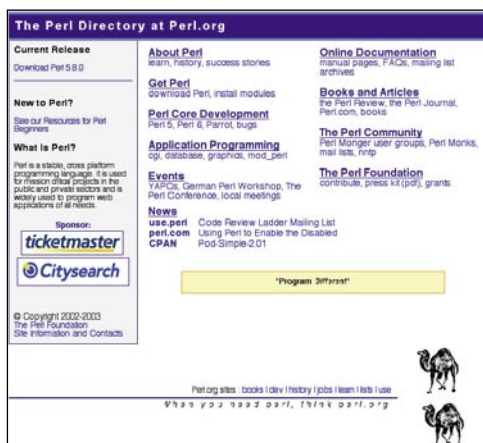 The Perl Directory at Perl.org
Current Release
Download Perl 5.8.0
New to Perl?
See our Resources for Perl
Beginners
What is Perl?
Perl is a stable, cross platform
programming language. It is used
for mission critical projects in the
public and private sectors and is
widely used to program web
applications of all needs.
Sponsor:
ticketmaster
Citysearch
© Copyright 2002-2003
The Perl Foundation
Site Information and Contacts
About Perl
learn, history, success stories
Get Perl
download Perl, install modules
Perl Core Development
Perl 5, Perl 6, Parrot, bugs
Application Programming
cgi, database, graphics, mod_perl
Events
YAPCs, German Perl Workshop, The
Perl Conference, local meetings
Online Documentation
manual pages, FAQs, mailing list
archives
Books and Articles
the Perl Review, the Perl Journal,
Perl.com, books
The Perl Community
Perl Monger user groups, Perl Monks,
mail lists, nntp
The Perl Foundation
contribute, press kit (pdf), grants
News
use.perl Code Review Ladder Mailing List
perl.com Using Perl to Enable the Disabled
CPAN Pod-Simple-2.01
"Program Different"
Perl.org sites : books | dev | history | jobs | learn | lists | use
When you need perl, think perl.org